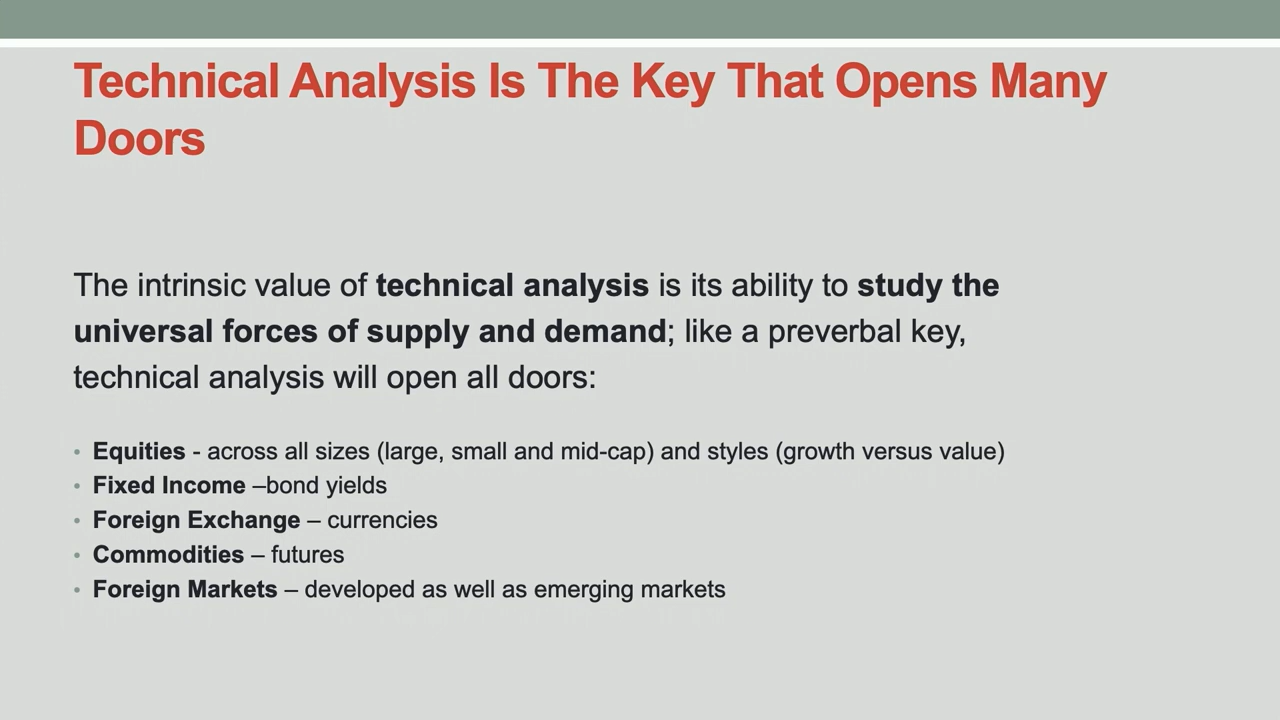 Technical Analysis Is The Key That Opens Many
Doors
The intrinsic value of technical analysis is its ability to study the
universal forces of supply and demand; like a preverbal key,
technical analysis will open all doors:
• Equities - across all sizes (large, small and mid-cap) and styles (growth versus value)
• Fixed Income –bond yields
• Foreign Exchange – currencies
• Commodities – futures
• Foreign Markets – developed as well as emerging markets